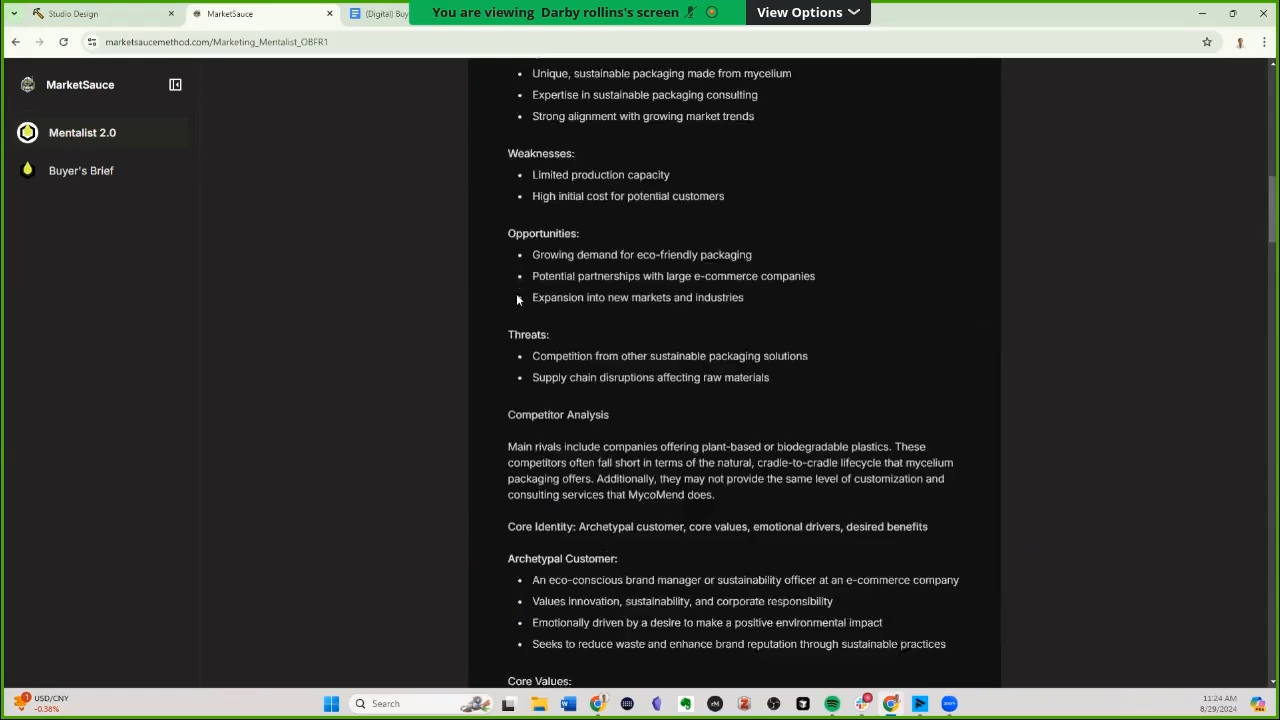 You are viewing Darby rollins's screen
View Options
Studio Design
MarketSauce
(Digital) Buy
marketsaucemethod.com/Marketing_Mentalist_OBFR1
MarketSauce
Mentalist 2.0
Buyer's Brief
• Unique, sustainable packaging made from mycelium
• Expertise in sustainable packaging consulting
• Strong alignment with growing market trends
Weaknesses:
• Limited production capacity
• High initial cost for potential customers
Opportunities:
• Growing demand for eco-friendly packaging
• Potential partnerships with large e-commerce companies
• Expansion into new markets and industries
Threats:
• Competition from other sustainable packaging solutions
• Supply chain disruptions affecting raw materials
Competitor Analysis
Main rivals include companies offering plant-based or biodegradable plastics. These
competitors often fall short in terms of the natural, cradle-to-cradle lifecycle that mycelium
packaging offers. Additionally, they may not provide the same level of customization and
consulting services that MycoMend does.
Core Identity: Archetypal customer, core values, emotional drivers, desired benefits
Archetypal Customer:
• An eco-conscious brand manager or sustainability officer at an e-commerce company
• Values innovation, sustainability, and corporate responsibility
• Emotionally driven by a desire to make a positive environmental impact
• Seeks to reduce waste and enhance brand reputation through sustainable practices
Core Values:
USD/CNY
-0.38%
Search
11:24 AM
8/29/2024